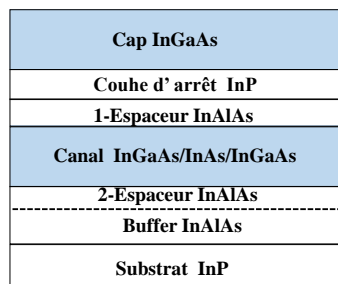 Cap InGaAs
Couhe d' arrêt InP
1-Espaceur InAlAs
Canal InGaAs/InAs/InGaAs
2-Espaceur InAlAs
Buffer InAlAs
Substrat InP